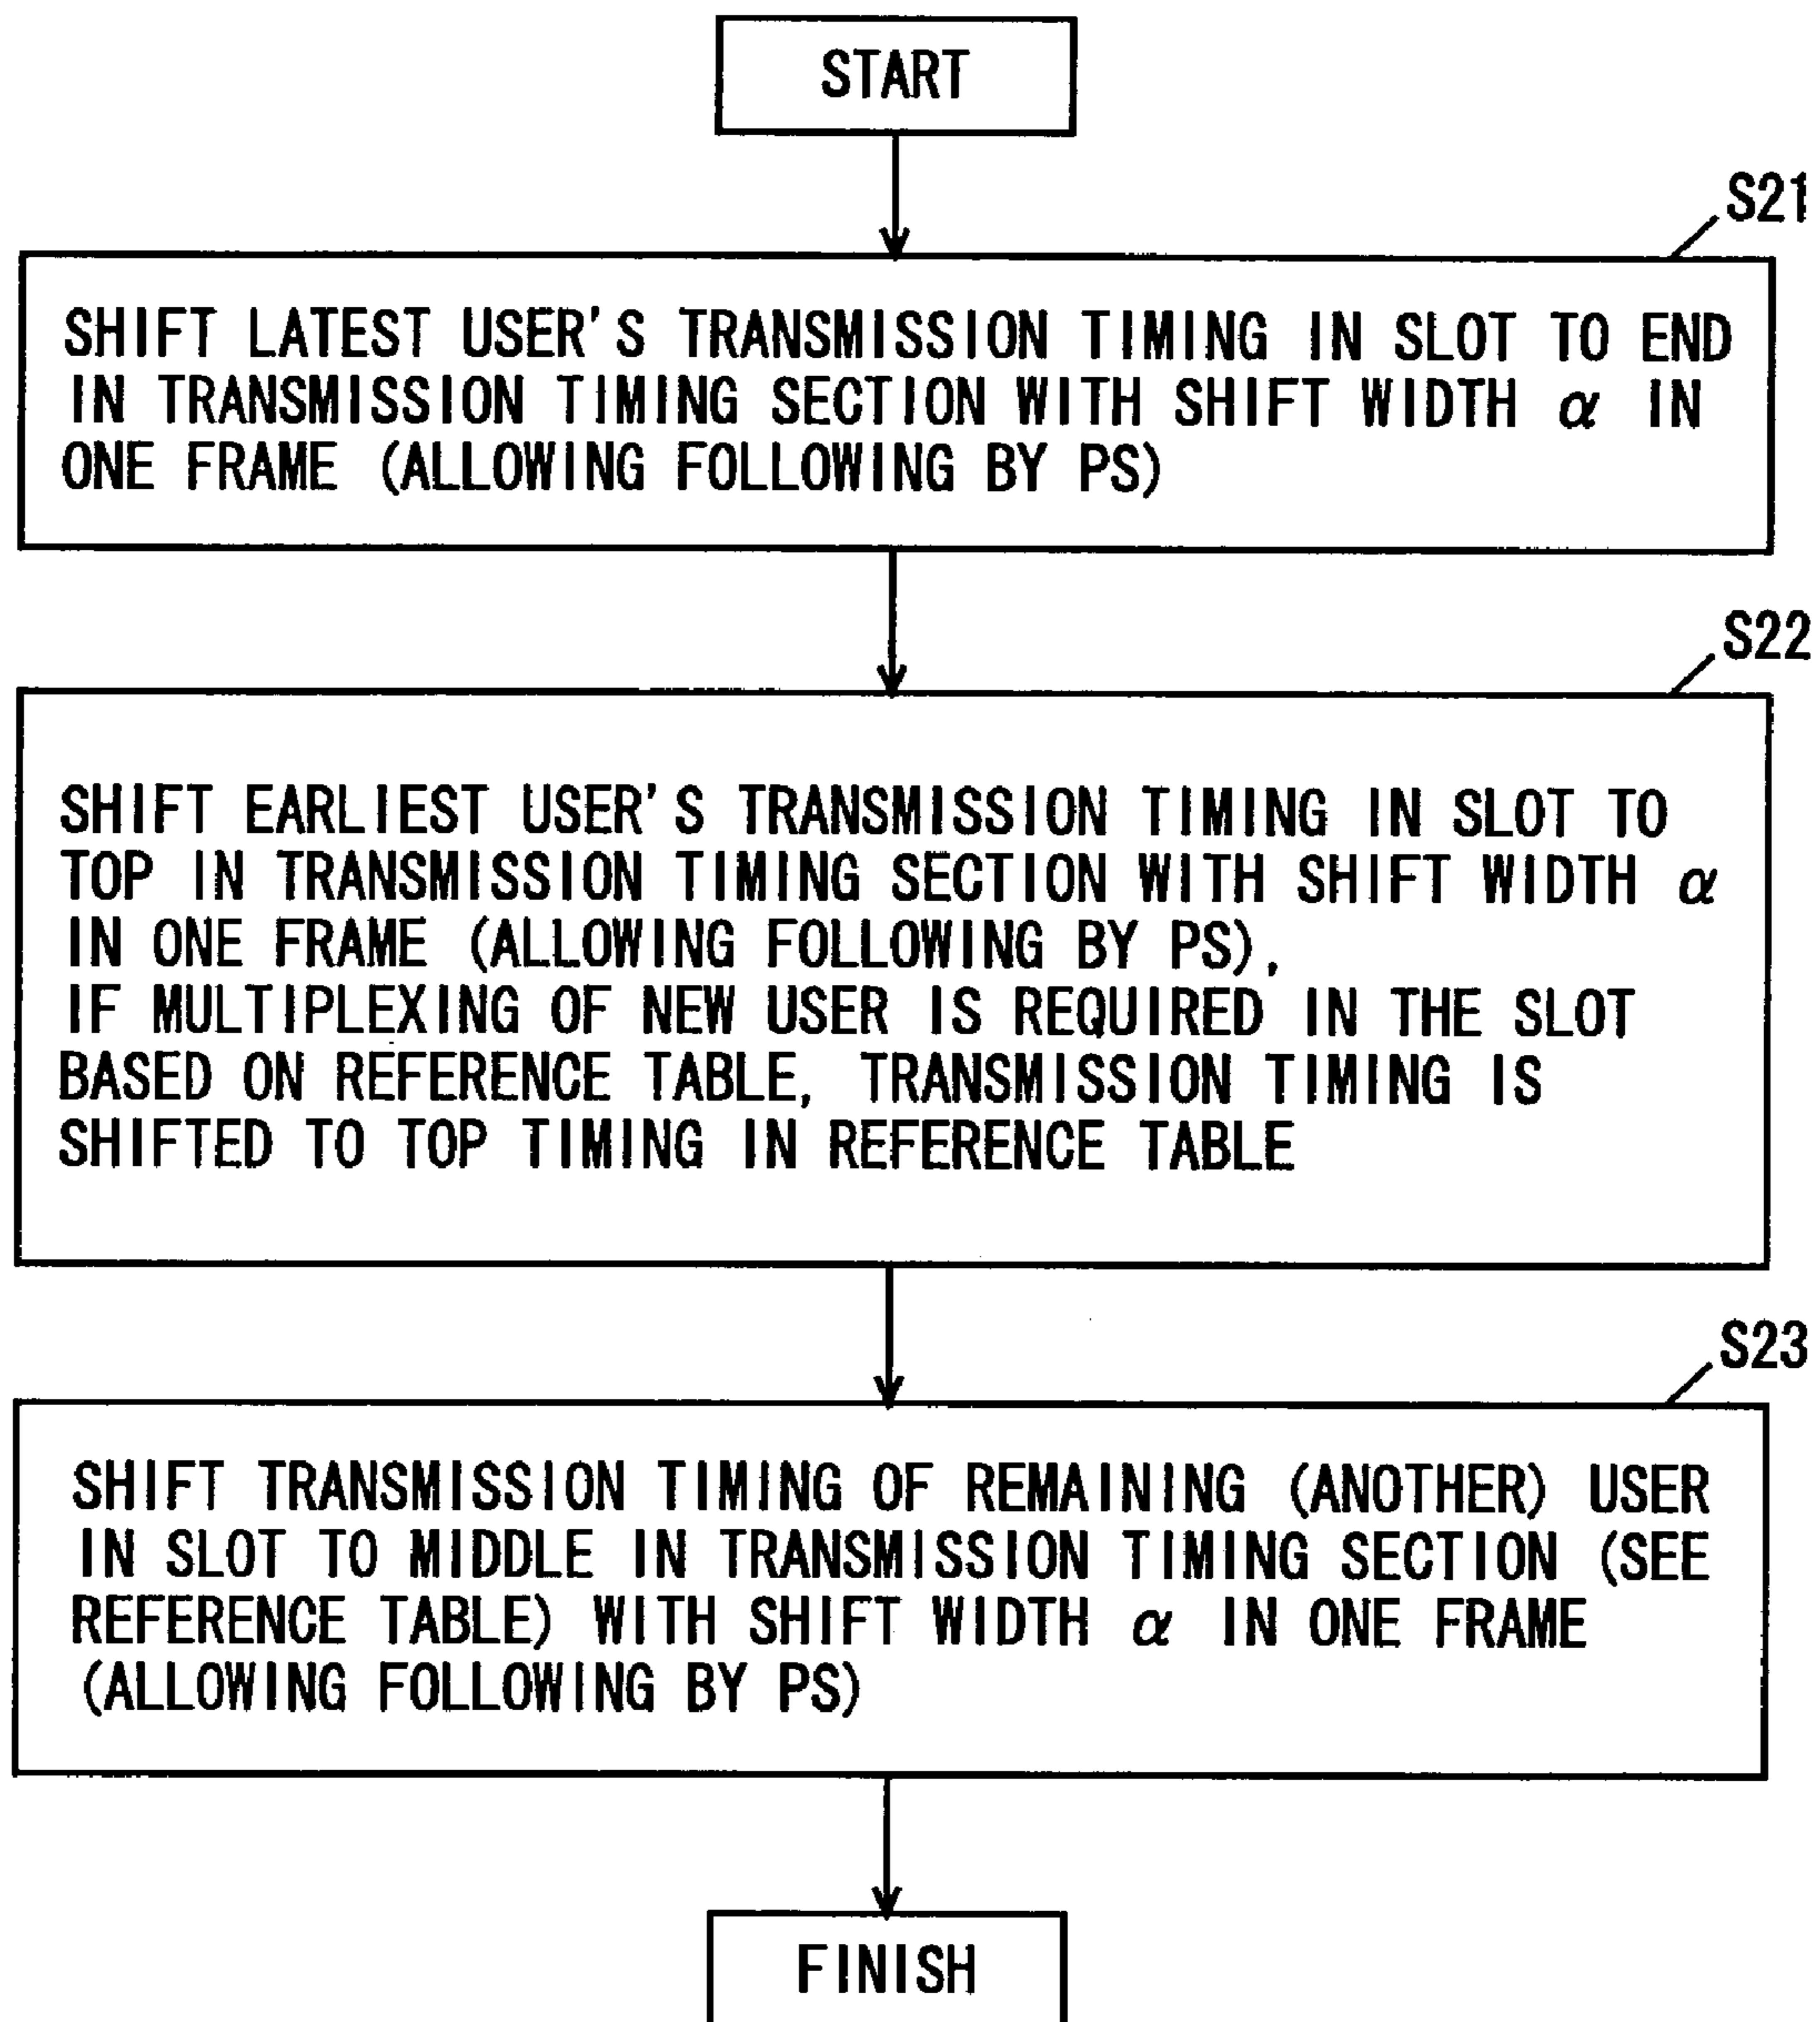 START
S21
SHIFT LATEST USER'S TRANSMISSION TIMING IN SLOT TO END
IN TRANSMISSION TIMING SECTION WITH SHIFT WIDTH α IN
ONE FRAME (ALLOWING FOLLOWING BY PS)
S22
SHIFT EARLIEST USER'S TRANSMISSION TIMING IN SLOT TO
TOP IN TRANSMISSION TIMING SECTION WITH SHIFT WIDTH α
IN ONE FRAME (ALLOWING FOLLOWING BY PS).
IF MULTIPLEXING OF NEW USER IS REQUIRED IN THE SLOT
BASED ON REFERENCE TABLE, TRANSMISSION TIMING IS
SHIFTED TO TOP TIMING IN REFERENCE TABLE
S23
SHIFT TRANSMISSION TIMING OF REMAINING (ANOTHER) USER
IN SLOT TO MIDDLE IN TRANSMISSION TIMING SECTION (SEE
REFERENCE TABLE) WITH SHIFT WIDTH α IN ONE FRAME
(ALLOWING FOLLOWING BY PS)
FINISH